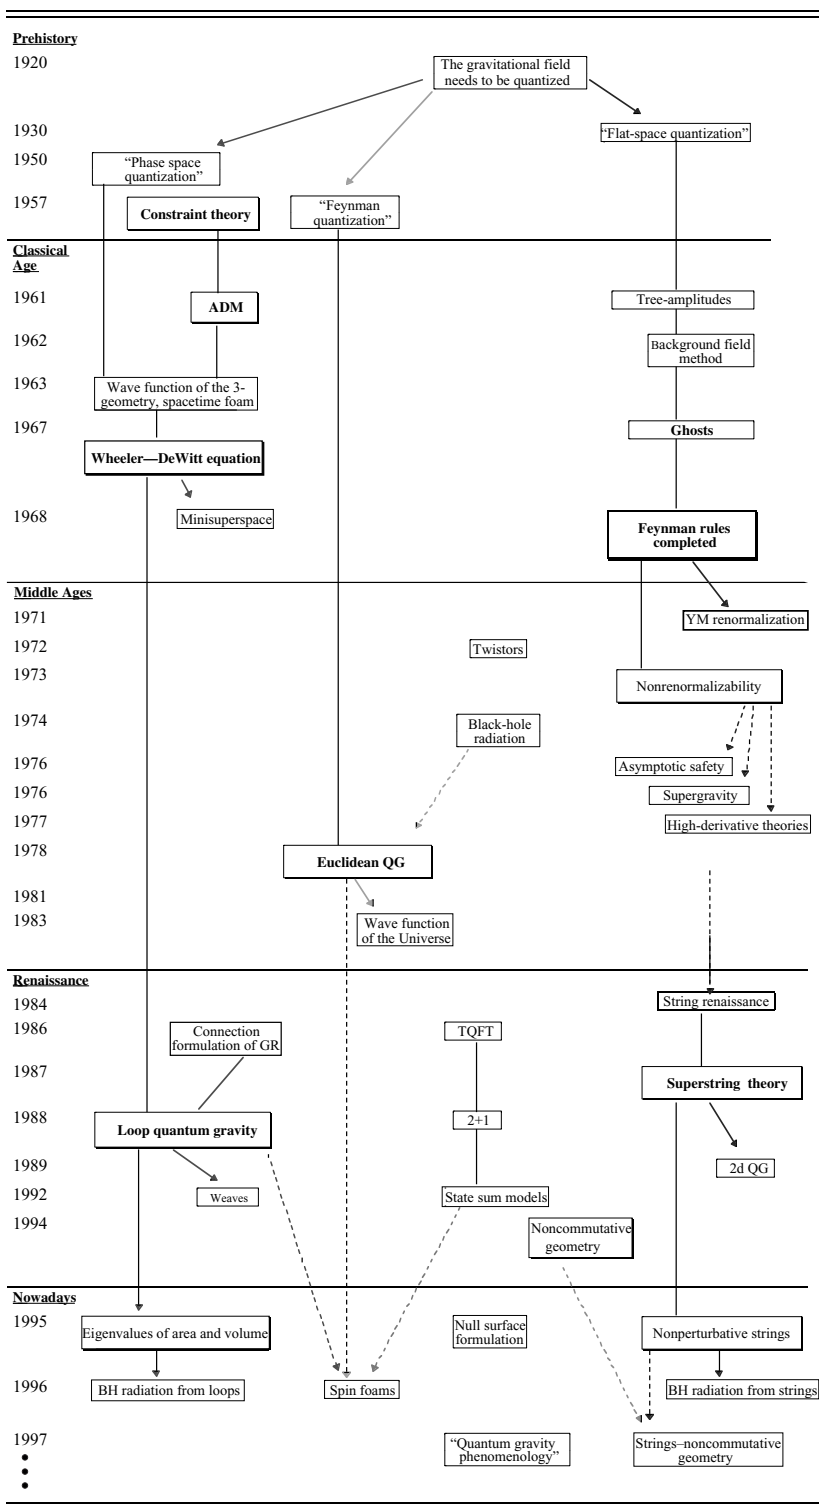 Prehistory
1920
The gravitational field
needs to be quantized
1930
“Flat-space quantization”
1950
“Phase space
quantization”
1957
Constraint theory
“Feynman
quantization”
Classical
Age
1961
ADM
Tree-amplitudes
1962
Background field
method
1963
Wave function of the 3-
geometry, spacetime foam
1967
Ghosts
Wheeler—DeWitt equation
1968
Minisuperspace
Feynman rules
completed
Middle Ages
1971
YM renormalization
1972
Twistors
1973
Nonrenormalizability
1974
Black-hole
radiation
1976
Asymptotic safety
1976
Supergravity
1977
High-derivative theories
1978
Euclidean QG
1981
1983
Wave function
of the Universe
Renaissance
1984
String renaissance
1986
Connection
formulation of GR
TQFT
1987
Superstring theory
1988
Loop quantum gravity
2+1
1989
2d QG
1992
Weaves
State sum models
1994
Noncommutative
geometry
Nowadays
1995
Eigenvalues of area and volume
Null surface
formulation
Nonperturbative strings
1996
BH radiation from loops
Spin foams
BH radiation from strings
1997
“Quantum gravity
phenomenology”
Strings–noncommutative
geometry